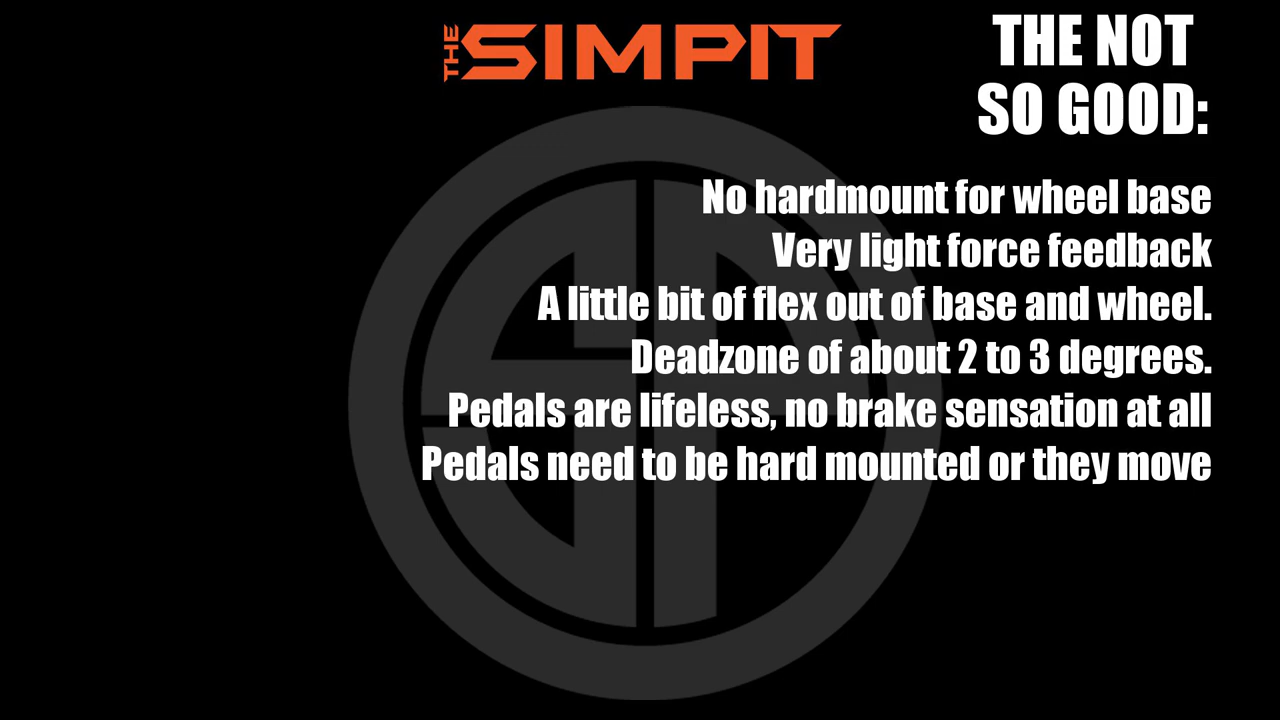 THE SIMPIT
THE NOT
SO GOOD:
No hardmount for wheel base
Very light force feedback
A little bit of flex out of base and wheel.
Deadzone of about 2 to 3 degrees.
Pedals are lifeless, no brake sensation at all
Pedals need to be hard mounted or they move